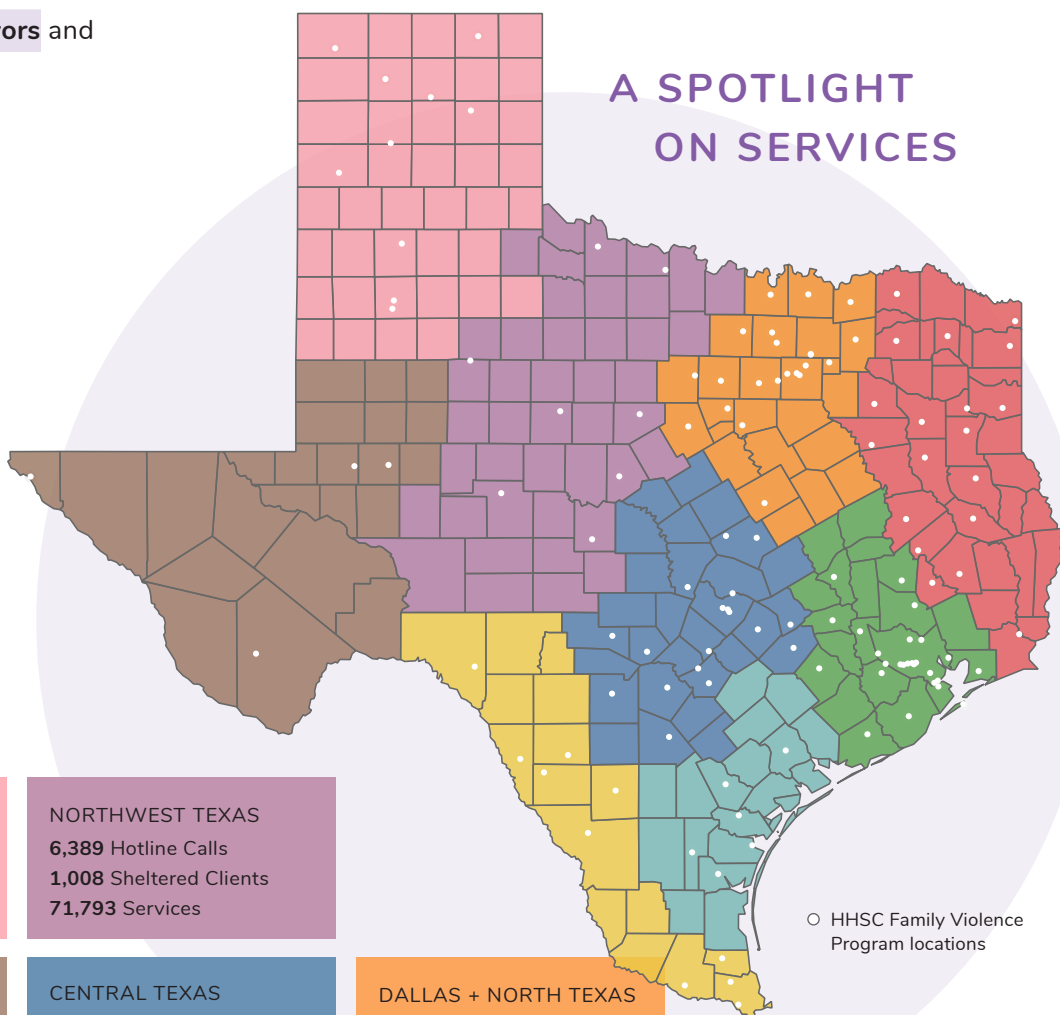 and
A SPOTLIGHT
ON SERVICES
NORTHWEST TEXAS
6,389 Hotline Calls
1,008 Sheltered Clients
71,793 Services
HHSC Family Violence
Program locations
CENTRAL TEXAS
DALLAS + NORTH TEXAS